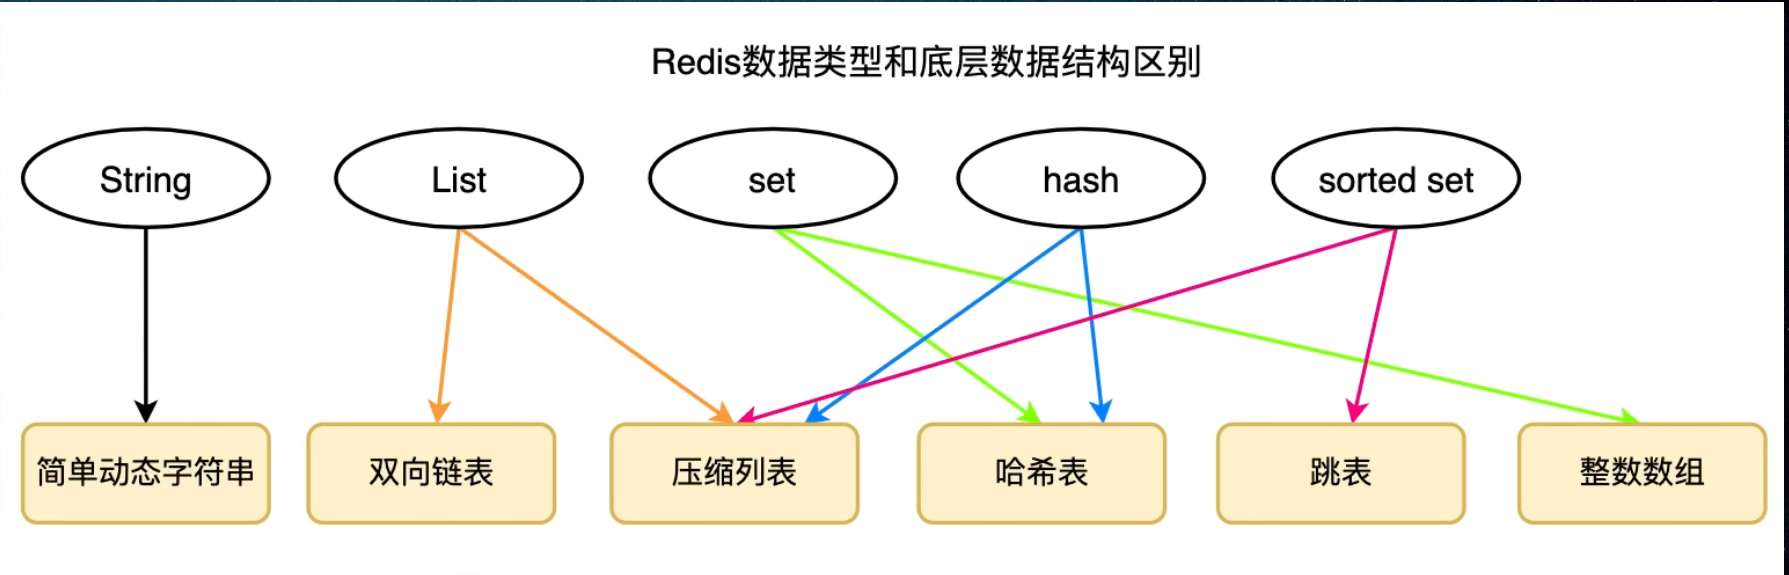 Redis数据类型和底层数据结构区别
String
List
set
hash
sorted set
简单动态字符串
双向链表
压缩列表
哈希表
跳表
整数数组